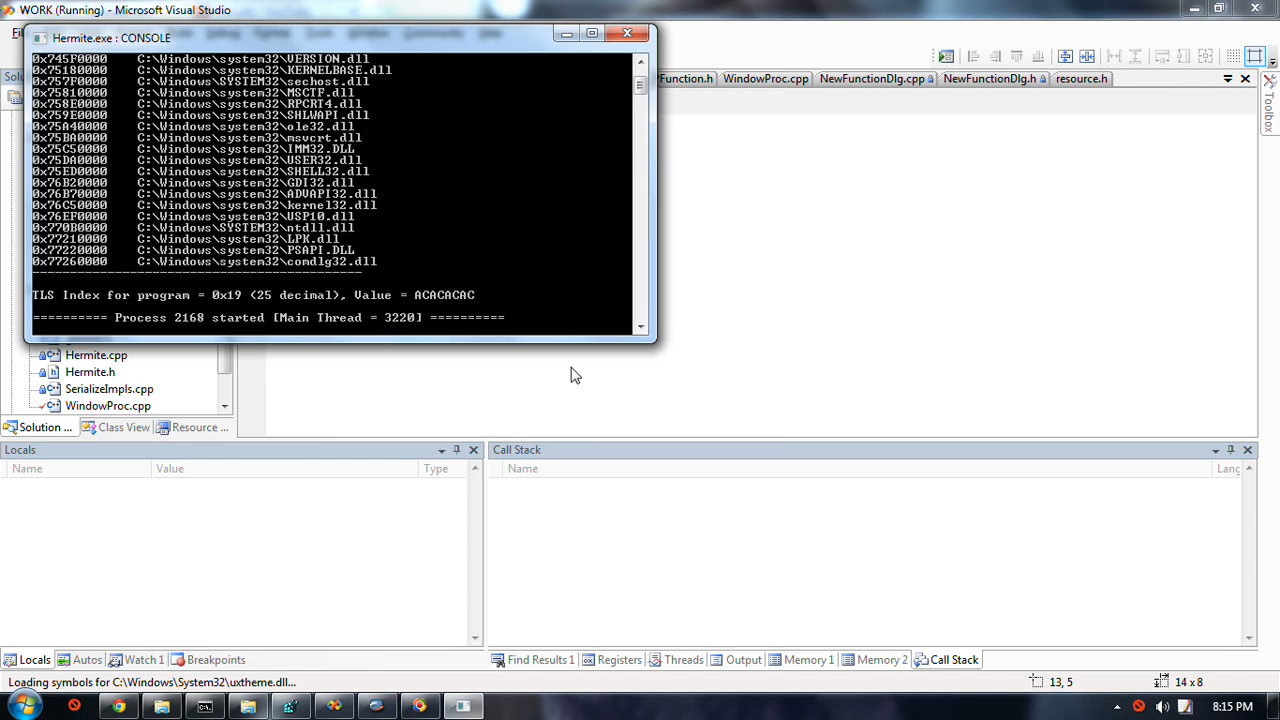 WORK (Running) - Microsoft Visual Studio
Hermite.exe : CONSOLE
0x745F0000 C:\Windows\system32\VERSION.dll
0x75180000 C:\Windows\system32\KERNELBASE.dll
0x757F0000 C:\Windows\SYSTEM32\sechost.dll
0x75810000 C:\Windows\system32\MSCTF.dll
0x758E0000 C:\Windows\system32\RPCRT4.dll
0x759E0000 C:\Windows\system32\SHLWAPI.dll
0x75A40000 C:\Windows\system32\ole32.dll
0x75BA0000 C:\Windows\system32\msvcrt.dll
0x75C50000 C:\Windows\system32\IMM32.DLL
0x75DA0000 C:\Windows\system32\USER32.dll
0x75ED0000 C:\Windows\system32\SHELL32.dll
0x76B20000 C:\Windows\system32\GDI32.dll
0x76B70000 C:\Windows\system32\ADVAPI32.dll
0x76C50000 C:\Windows\system32\kernel32.dll
0x76EF0000 C:\Windows\system32\USP10.dll
0x770B0000 C:\Windows\SYSTEM32\ntdll.dll
0x77210000 C:\Windows\system32\LPK.dll
0x77220000 C:\Windows\system32\PSAPI.DLL
0x77260000 C:\Windows\system32\comdlg32.dll
--------------------------------------------
TLS Index for program = 0x19 (25 decimal), Value = ACACACAC
========== Process 2168 started [Main Thread = 3220] ==========
Function.h WindowProc.cpp NewFunctionDlg.cpp NewFunctionDlg.h resource.h
Toolbox
Hermite.cpp
Hermite.h
SerializeImpls.cpp
WindowProc.cpp
Solution ... Class View Resource ...
Locals
Name Value Type
Call Stack
Name Lang
Locals Autos Watch 1 Breakpoints
Find Results 1 Registers Threads Output Memory 1 Memory 2 Call Stack
Loading symbols for C:\Windows\System32\uxtheme.dll...
13, 5 14 x 8
8:15 PM